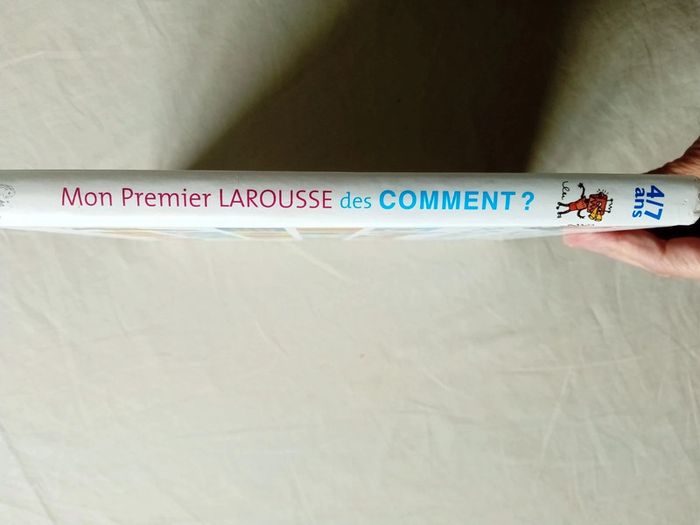 Mon Premier LAROUSSE des COMMENT ?
4/7
ans